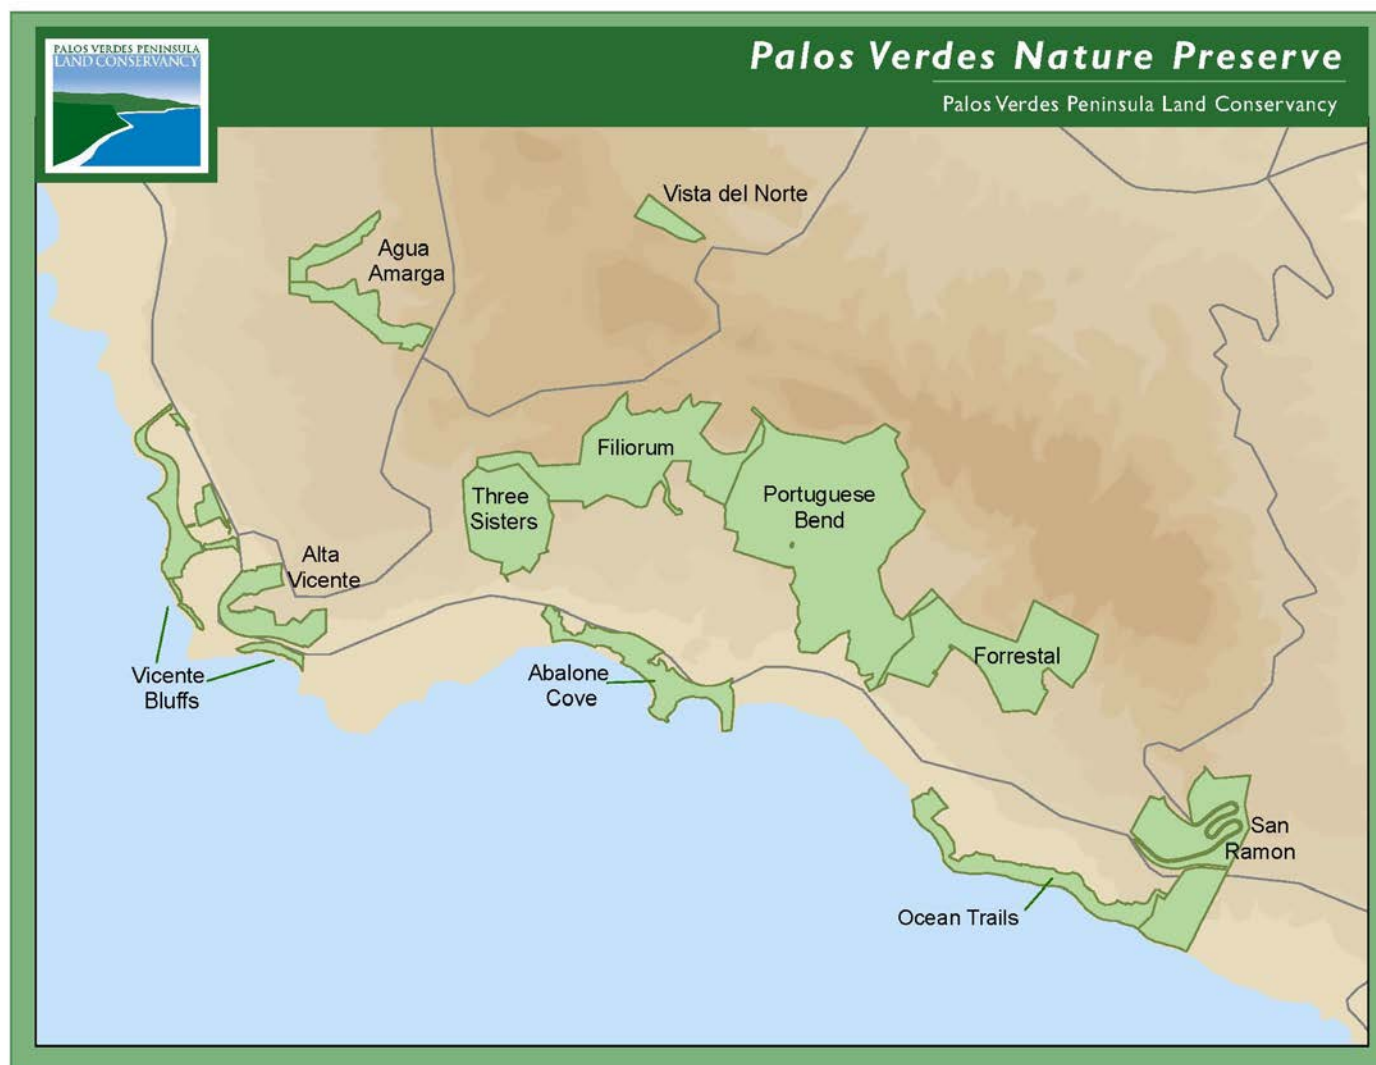 PALOS VERDES PENINSULA
LAND CONSERVANCY
Palos Verdes Nature Preserve
Palos Verdes Peninsula Land Conservancy
Vista del Norte
Agua
Amarga
Filiorum
Three
Sisters
Portuguese
Bend
Alta
Vicente
Vicente
Bluffs
Abalone
Cove
Forrestal
San
Ramon
Ocean Trails